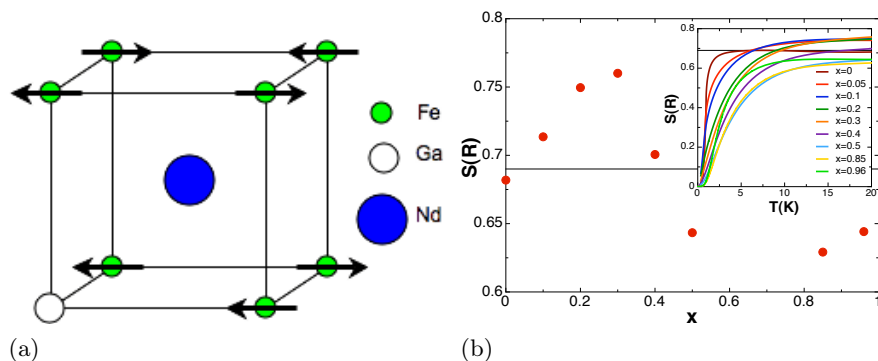 Fe
Ga
Nd
(a)
0.8
0.75
0.7
0.65
0.6
S(R)
0
0.2
0.4
0.6
0.8
1
x
0.8
0.6
0.4
0.2
0
S(R)
0
5
10
15
20
T(K)
x=0
x=0.05
x=0.1
x=0.2
x=0.3
x=0.4
x=0.5
x=0.85
x=0.96
(b)